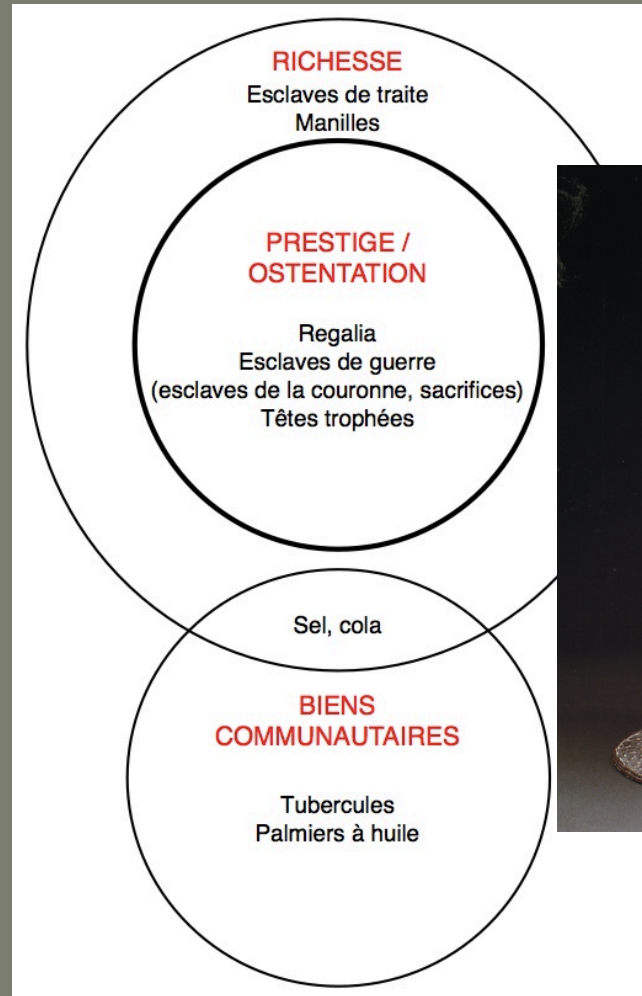 RICHESSE
Esclaves de traite
Manilles
PRESTIGE /
OSTENTATION
Regalia
Esclaves de guerre
(esclaves de la couronne, sacrifices)
Têtes trophées
Sel, cola
BIENS
COMMUNAUTAIRES
Tubercules
Palmiers à huile